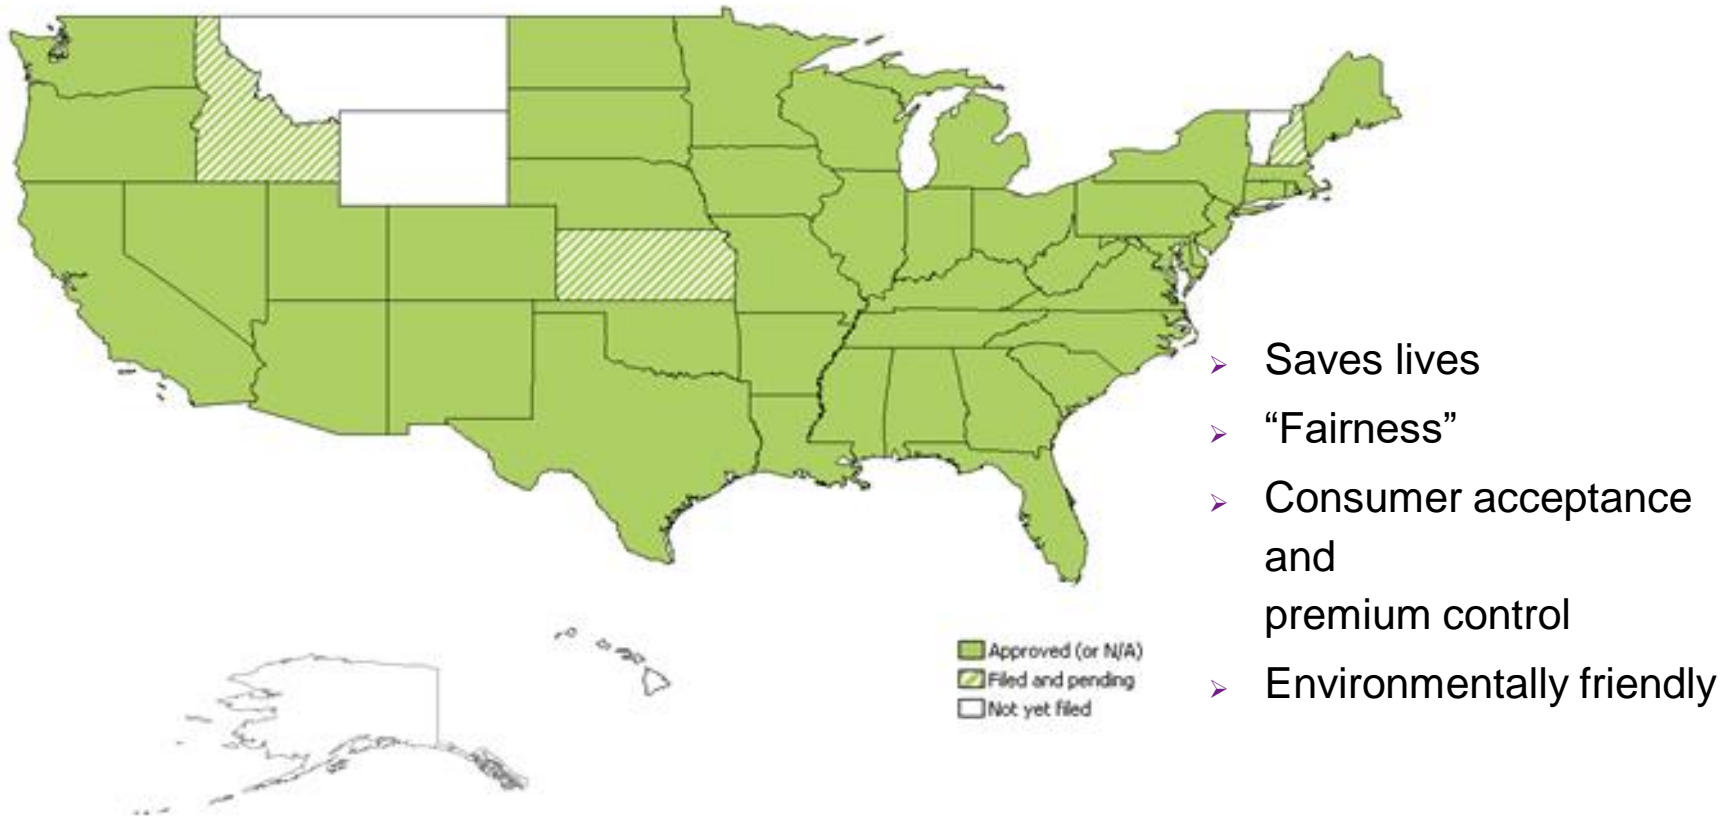 Approved (or N/A)
Filed and pending
Not yet filed
Saves lives
“Fairness”
Consumer acceptance
and
premium control
Environmentally friendly